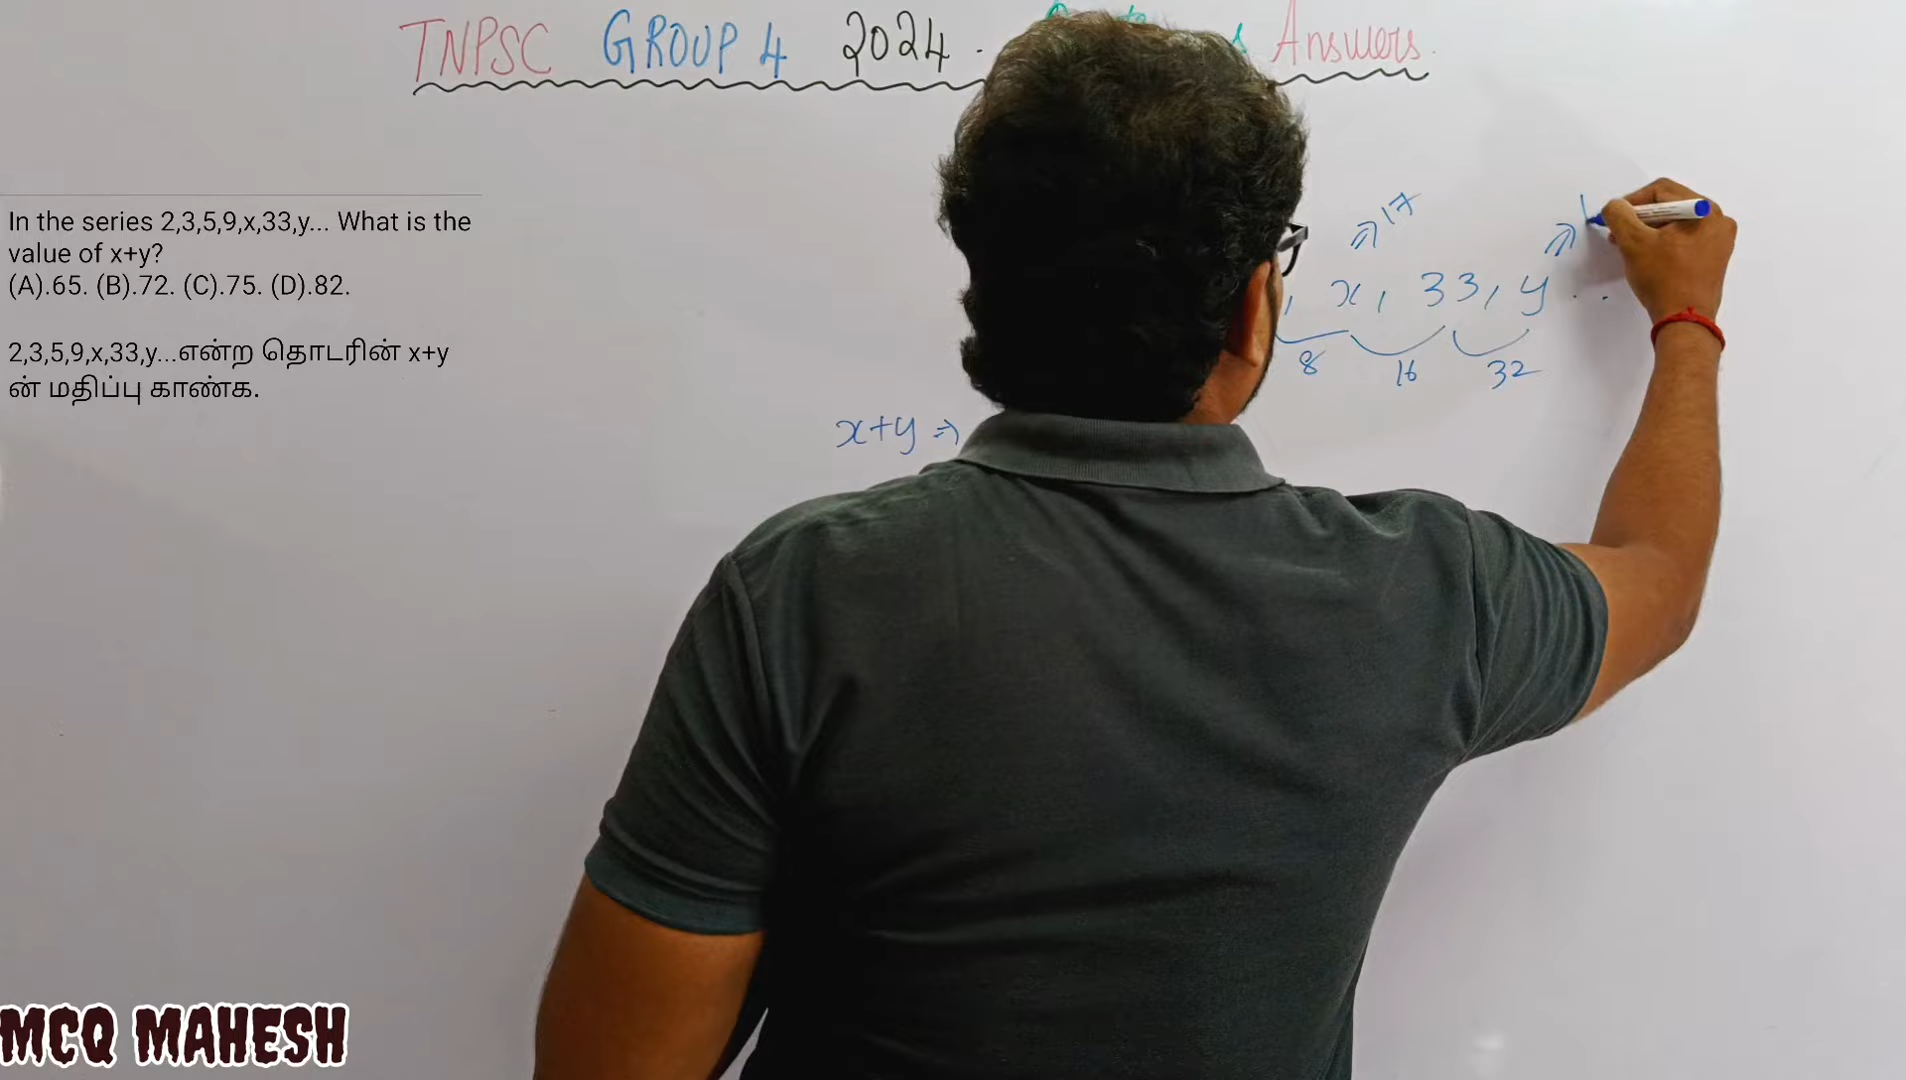 TNPSC GROUP 4 2024. Answers.
In the series 2,3,5,9,x,33,y... What is the
value of x+y?
(A).65. (B).72. (C).75. (D).82.
2,3,5,9,x,33,y...என்ற தொடரின் x+y
ன் மதிப்பு காண்க.
⇒ 17
⇒
, x, 33, y . .
8 16 32
x+y ⇒
MCQ MAHESH